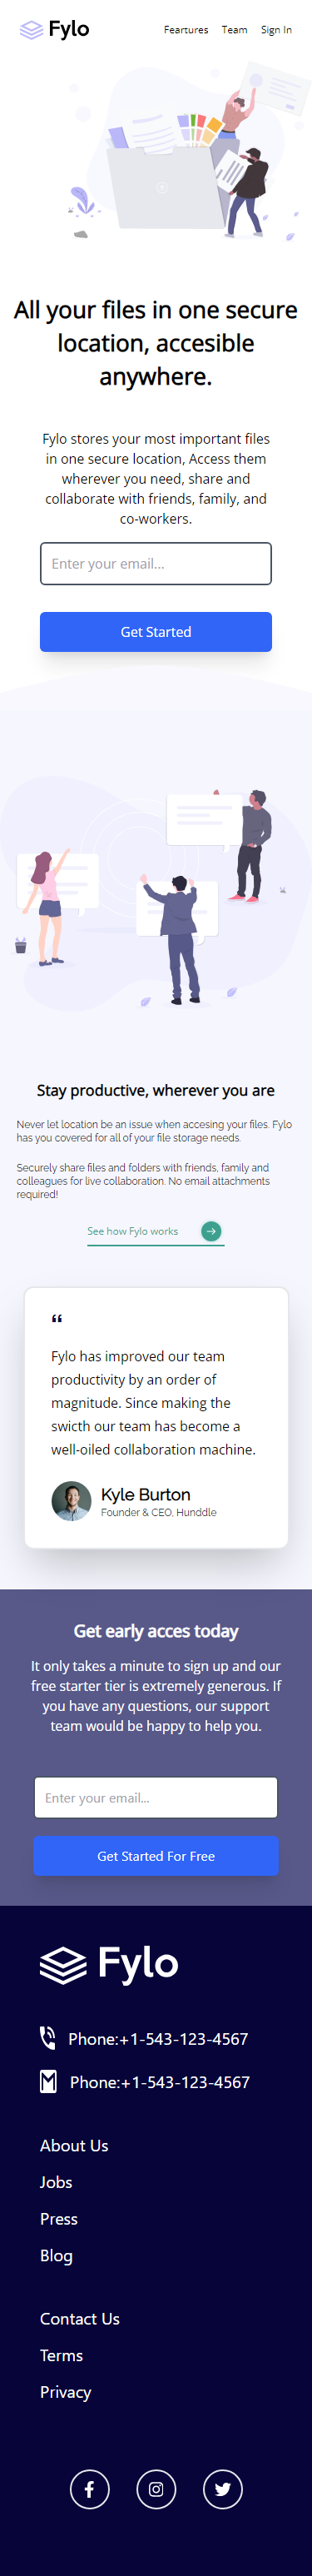 Fylo
Feartures Team Sign In
All your files in one secure
location, accesible
anywhere.
Fylo stores your most important files
in one secure location, Access them
wherever you need, share and
collaborate with friends, family, and
co-workers.
Enter your email...
Get Started
Stay productive, wherever you are
Never let location be an issue when accesing your files. Fylo
has you covered for all of your file storage needs.
Securely share files and folders with friends, family and
colleagues for live collaboration. No email attachments
required!
See how Fylo works
“
Fylo has improved our team
productivity by an order of
magnitude. Since making the
swicth our team has become a
well-oiled collaboration machine.
Kyle Burton
Founder & CEO, Hunddle
Get early acces today
It only takes a minute to sign up and our
free starter tier is extremely generous. If
you have any questions, our support
team would be happy to help you.
Enter your email...
Get Started For Free
Fylo
Phone:+1-543-123-4567
Phone:+1-543-123-4567
About Us
Jobs
Press
Blog
Contact Us
Terms
Privacy